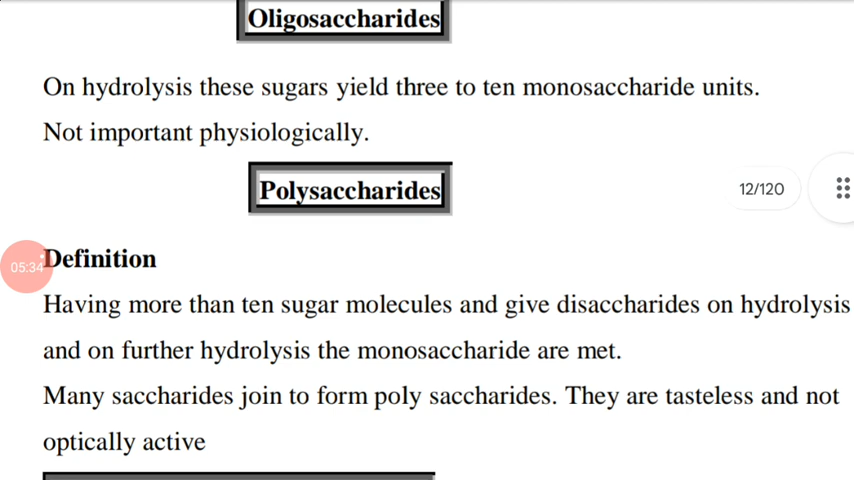 Oligosaccharides
On hydrolysis these sugars yield three to ten monosaccharide units.
Not important physiologically.
Polysaccharides
12/120
05:34
Definition
Having more than ten sugar molecules and give disaccharides on hydrolysis
and on further hydrolysis the monosaccharide are met.
Many saccharides join to form poly saccharides. They are tasteless and not
optically active